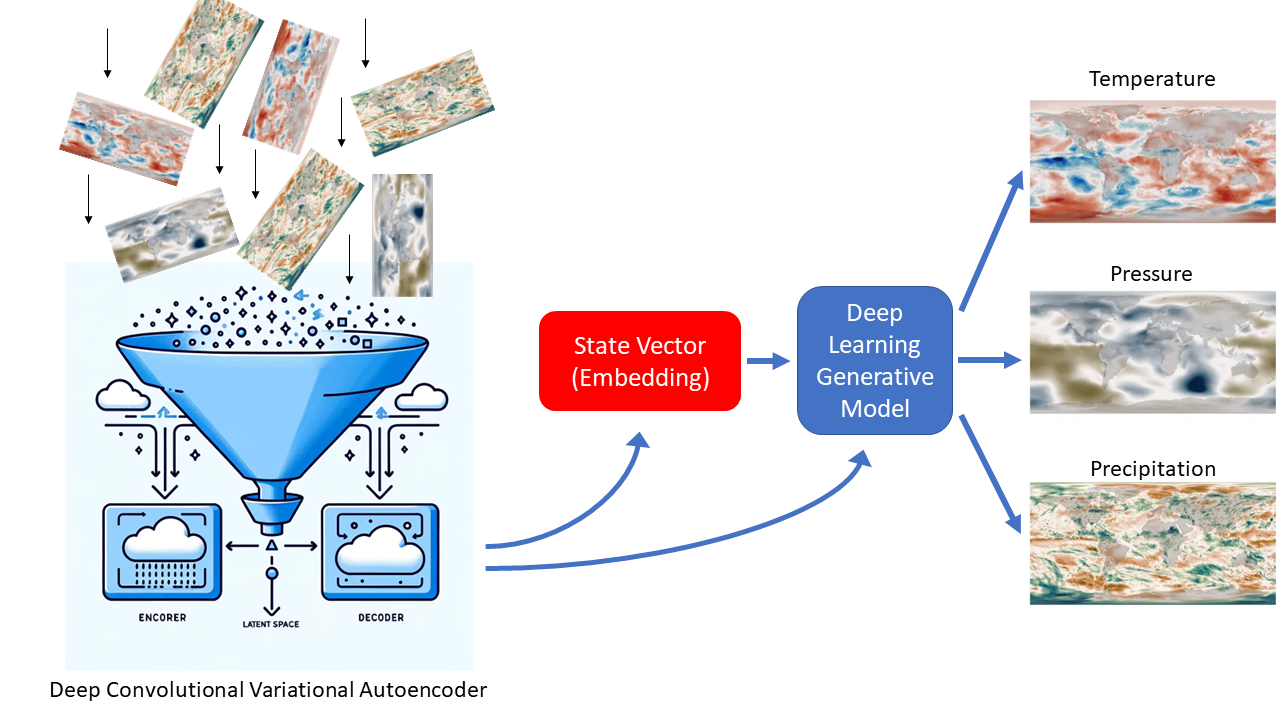 Temperature
Pressure
State Vector
(Embedding)
Deep
Learning
Generative
Model
Precipitation
ENCORER
LATENT SPACE
DECODER
Deep Convolutional Variational Autoencoder